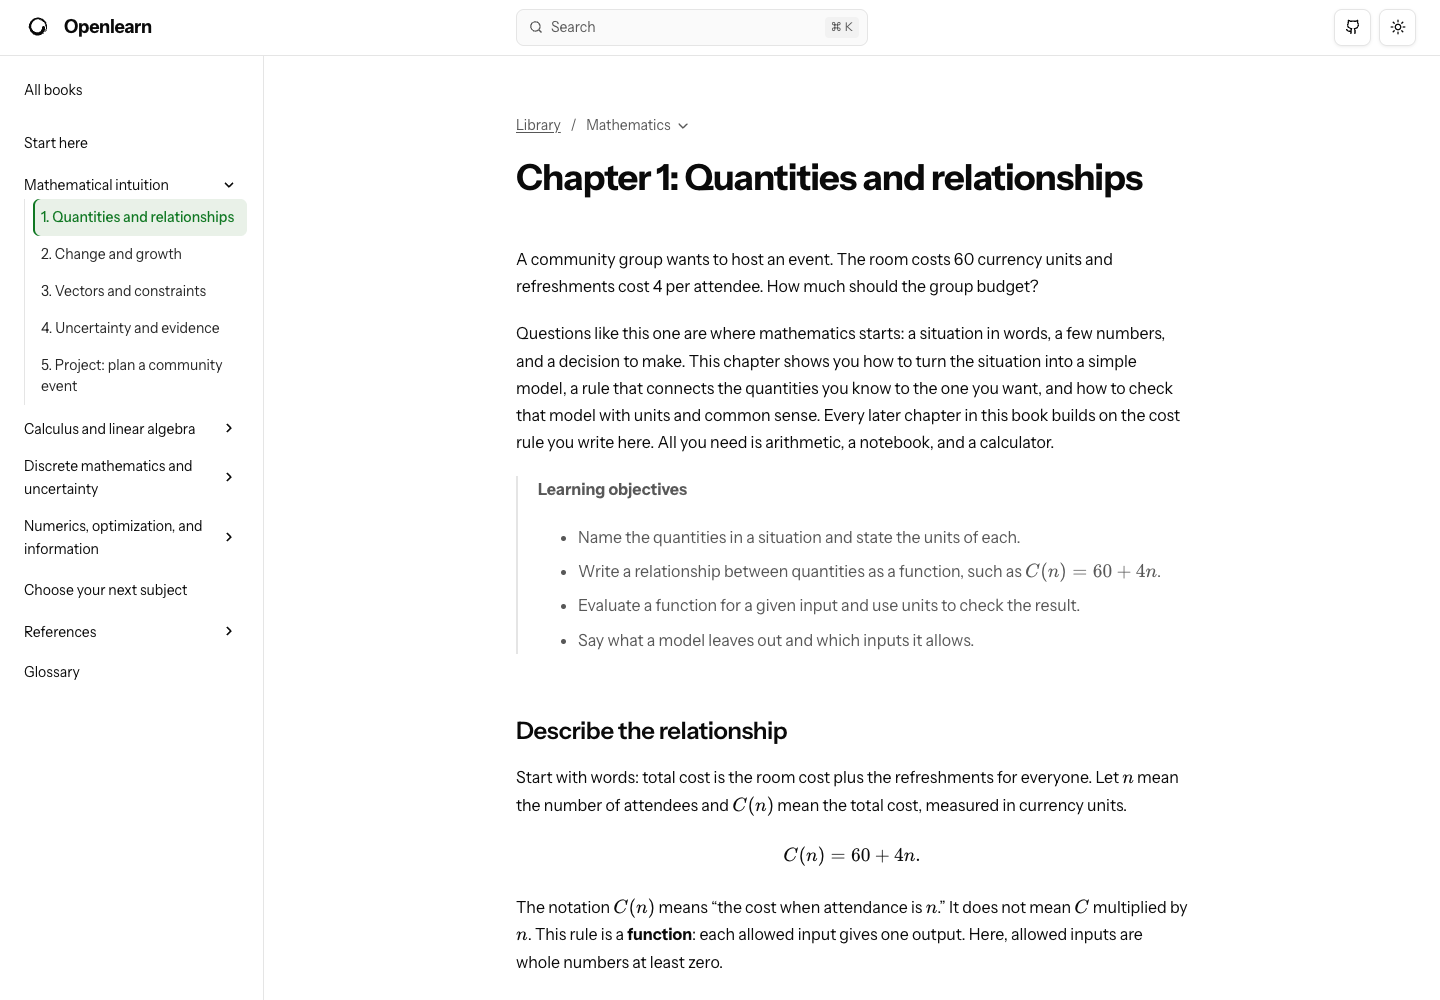 Openlearn
Search
⌘ K
All books
Start here
Mathematical intuition
1. Quantities and relationships
2. Change and growth
3. Vectors and constraints
4. Uncertainty and evidence
5. Project: plan a community
event
Calculus and linear algebra
Discrete mathematics and
uncertainty
Numerics, optimization, and
information
Choose your next subject
References
Glossary
Library / Mathematics
Chapter 1: Quantities and relationships
A community group wants to host an event. The room costs 60 currency units and
refreshments cost 4 per attendee. How much should the group budget?
Questions like this one are where mathematics starts: a situation in words, a few numbers,
and a decision to make. This chapter shows you how to turn the situation into a simple
model, a rule that connects the quantities you know to the one you want, and how to check
that model with units and common sense. Every later chapter in this book builds on the cost
rule you write here. All you need is arithmetic, a notebook, and a calculator.
Learning objectives
• Name the quantities in a situation and state the units of each.
• Write a relationship between quantities as a function, such as C(n) = 60 + 4n.
• Evaluate a function for a given input and use units to check the result.
• Say what a model leaves out and which inputs it allows.
Describe the relationship
Start with words: total cost is the room cost plus the refreshments for everyone. Let n mean
the number of attendees and C(n) mean the total cost, measured in currency units.
C(n) = 60 + 4n.
The notation C(n) means “the cost when attendance is n.” It does not mean C multiplied by
n. This rule is a function: each allowed input gives one output. Here, allowed inputs are
whole numbers at least zero.